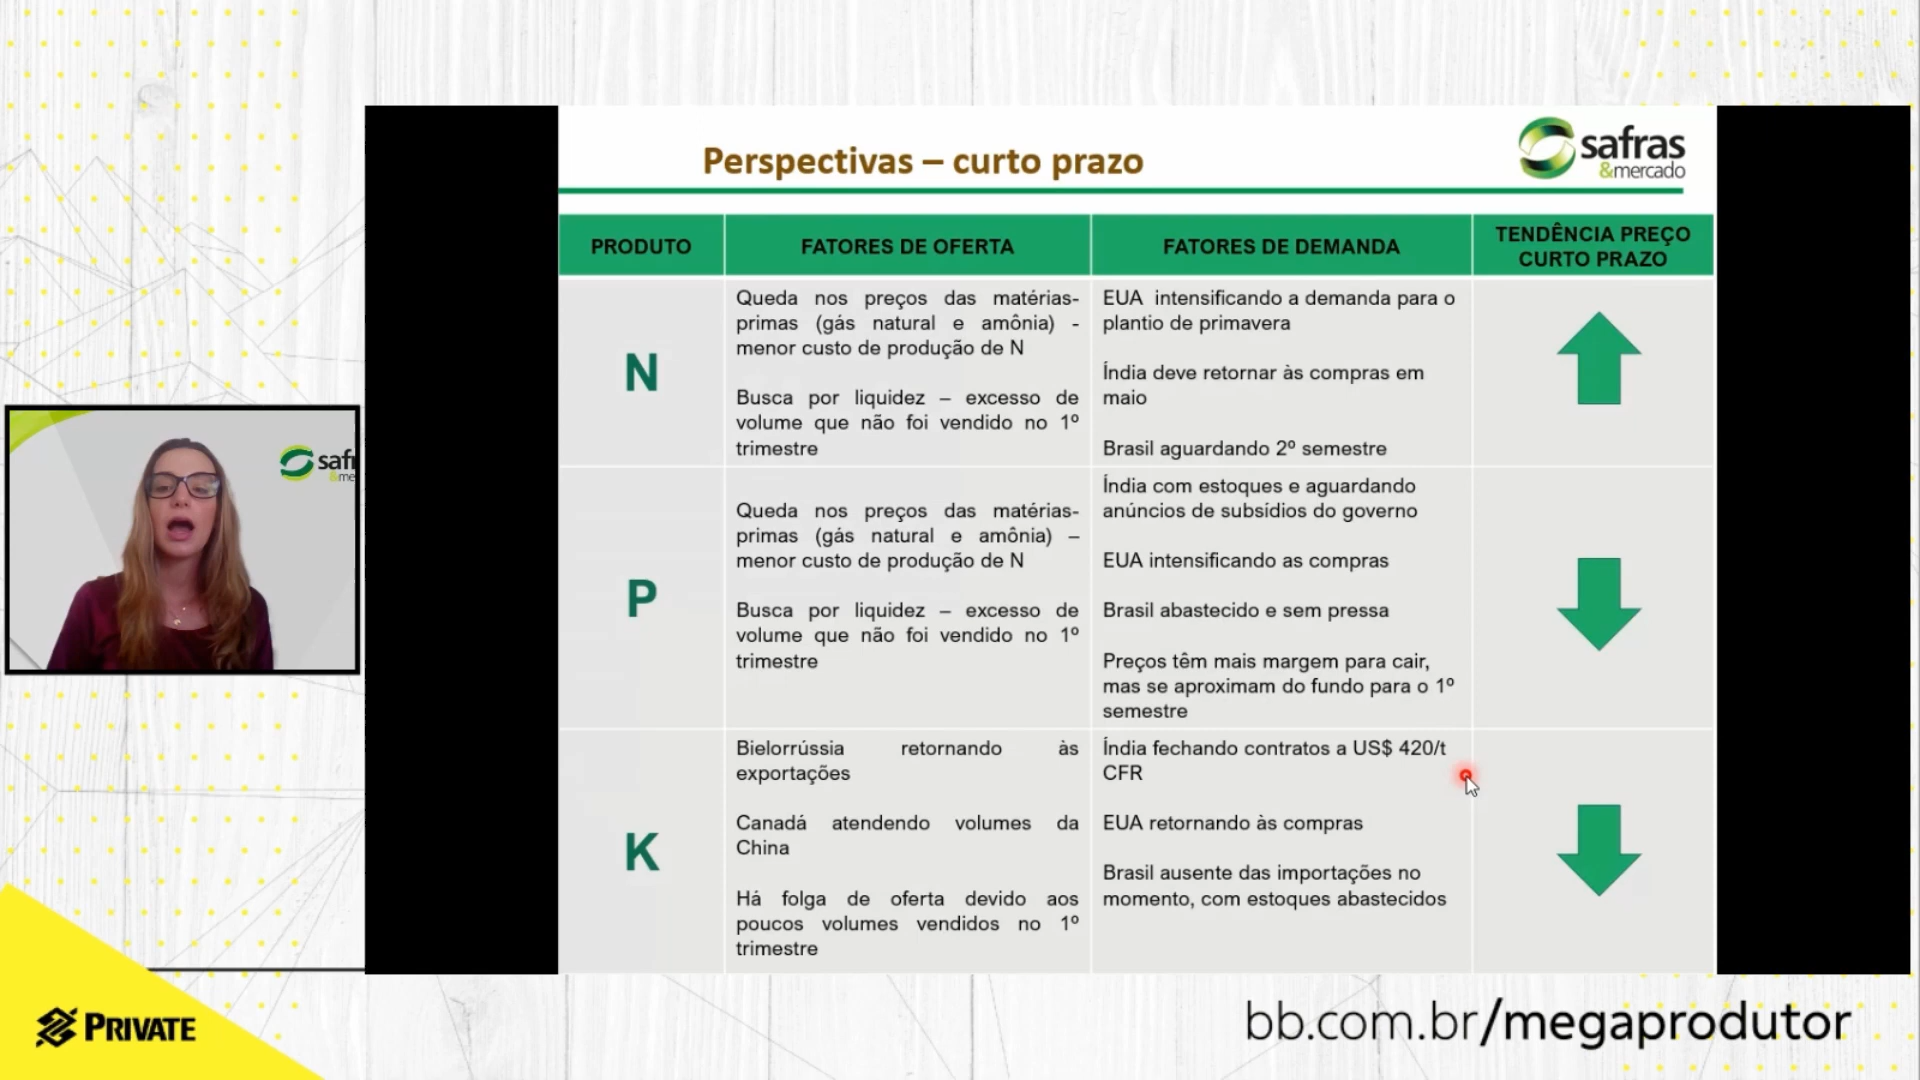 Perspectivas – curto prazo
safras
&mercado
PRODUTO
FATORES DE OFERTA
FATORES DE DEMANDA
TENDÊNCIA PREÇO
CURTO PRAZO
N
Queda nos preços das matérias-
primas (gás natural e amônia) -
menor custo de produção de N
Busca por liquidez – excesso de
volume que não foi vendido no 1º
trimestre
EUA intensificando a demanda para o
plantio de primavera
Índia deve retornar às compras em
maio
Brasil aguardando 2º semestre
P
Queda nos preços das matérias-
primas (gás natural e amônia) –
menor custo de produção de N
Busca por liquidez – excesso de
volume que não foi vendido no 1º
trimestre
Índia com estoques e aguardando
anúncios de subsídios do governo
EUA intensificando as compras
Brasil abastecido e sem pressa
Preços têm mais margem para cair,
mas se aproximam do fundo para o 1º
semestre
K
Bielorrússia retornando às
exportações
Canadá atendendo volumes da
China
Há folga de oferta devido aos
poucos volumes vendidos no 1º
trimestre
Índia fechando contratos a US$ 420/t
CFR
EUA retornando às compras
Brasil ausente das importações no
momento, com estoques abastecidos
safr
&me
PRIVATE
bb.com.br/megaprodutor